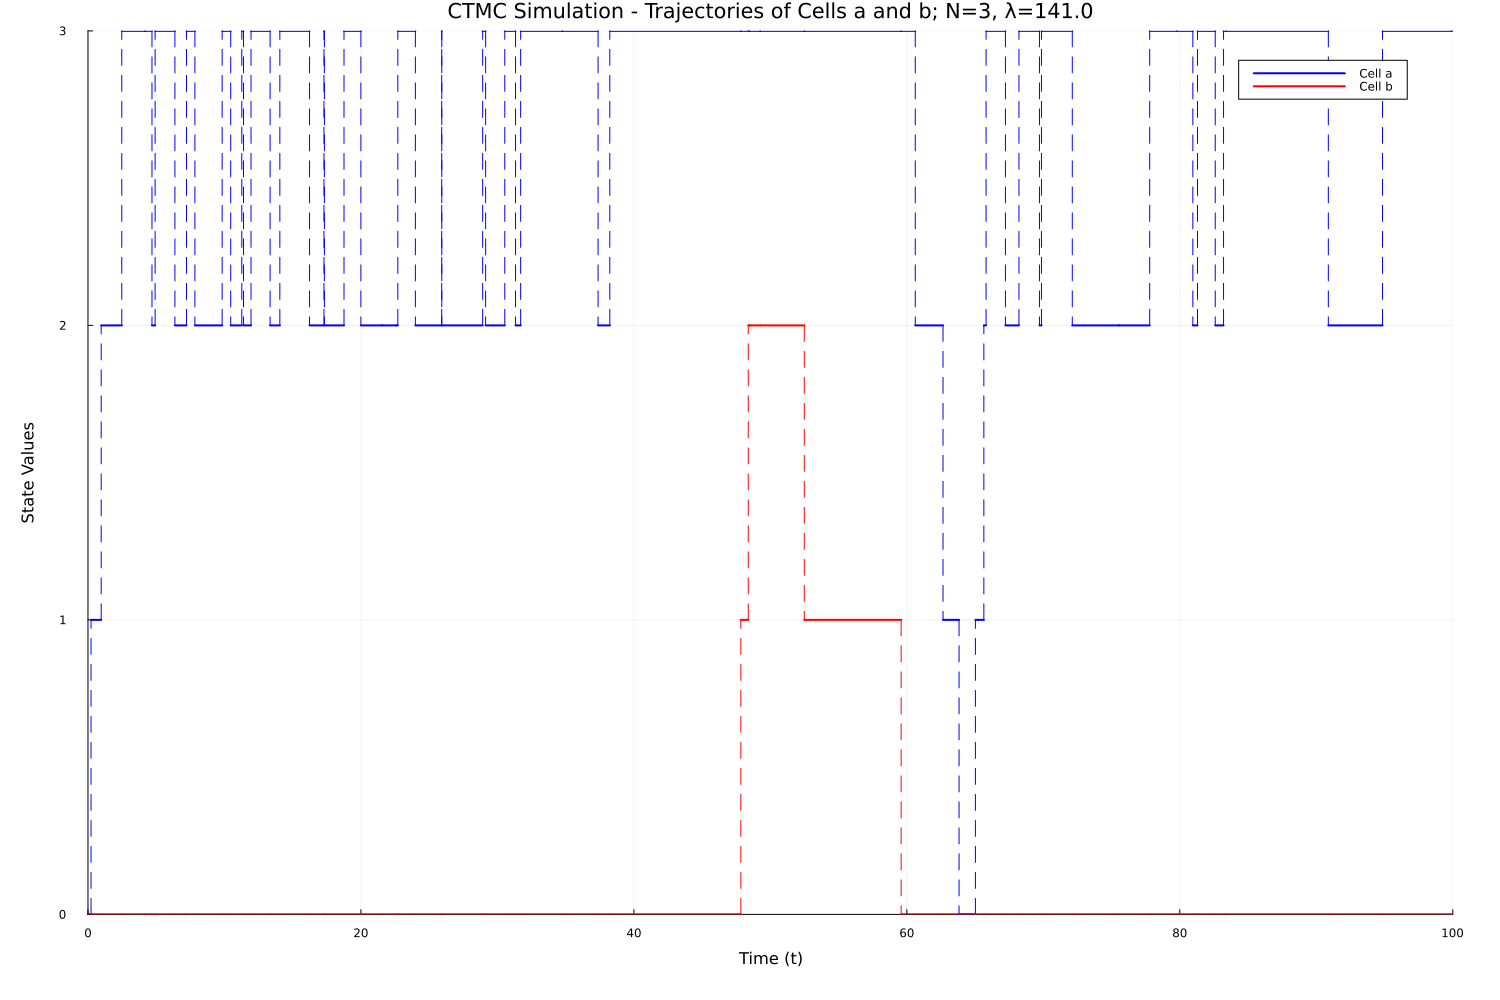 CTMC Simulation - Trajectories of Cells a and b; N=3, λ=141.0
3
Cell a
Cell b
2
State Values
1
0
0 20 40 60 80 100
Time (t)